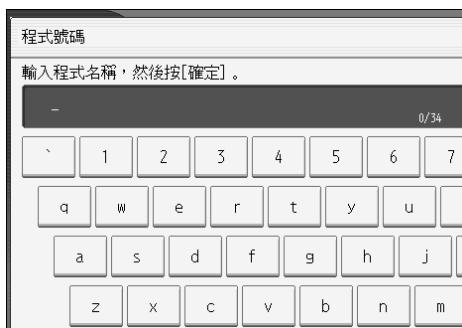 程式號碼
輸入程式名稱，然後按[確定]。
_
0/34
` 1 2 3 4 5 6 7
q w e r t y u
a s d f g h j
z x c v b n m